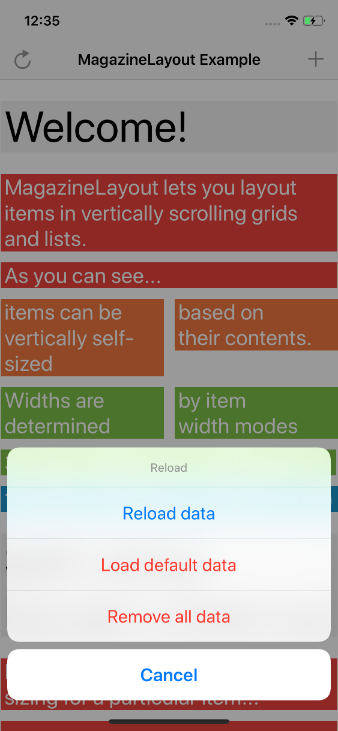 12:35
MagazineLayout Example
Welcome!
MagazineLayout lets you layout
items in vertically scrolling grids
and lists.
As you can see...
items can be
vertically self-
sized
based on
their contents.
Widths are
determined
by item
width modes
Reload
Reload data
Load default data
Remove all data
Cancel
sizing for a particular item...